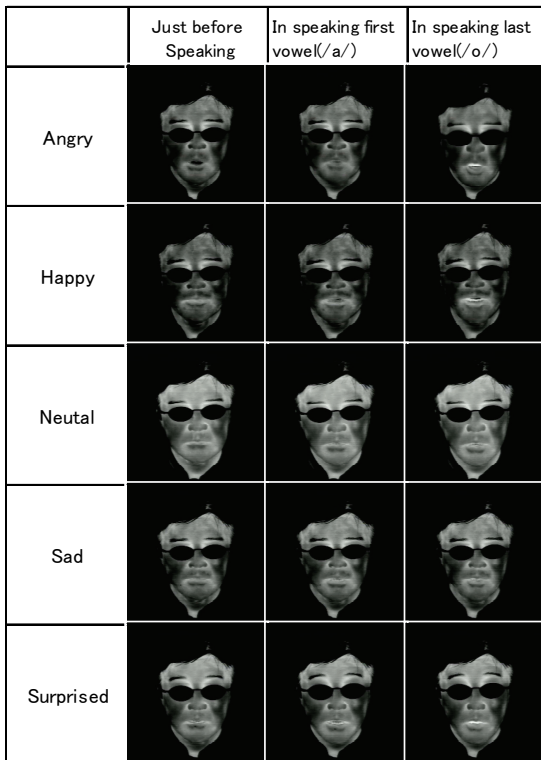 Just before
Speaking
In speaking first
vowel(/a/)
In speaking last
vowel(/o/)
Angry
Happy
Neutal
Sad
Surprised